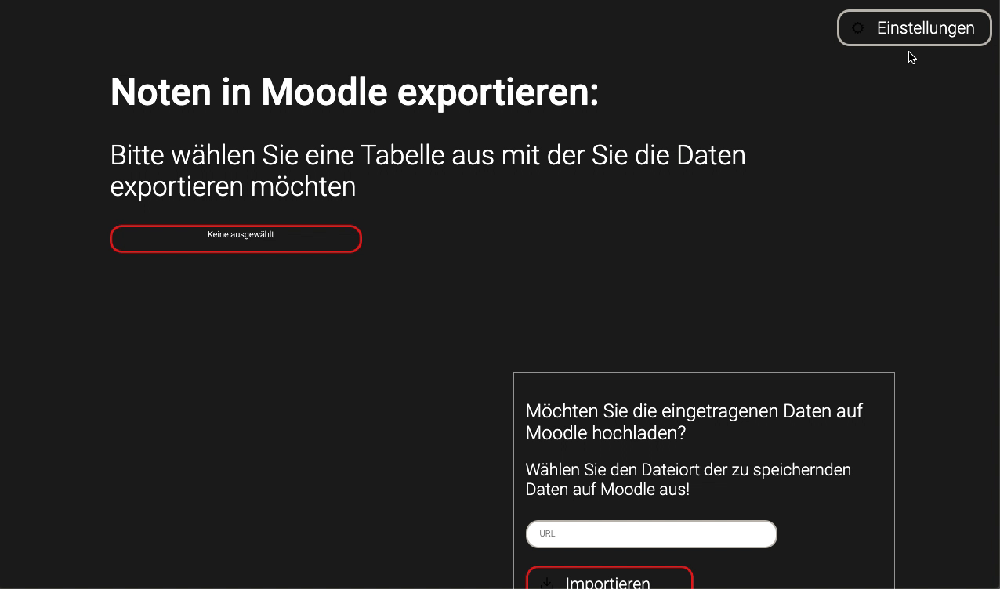 Einstellungen
Noten in Moodle exportieren:
Bitte wählen Sie eine Tabelle aus mit der Sie die Daten
exportieren möchten
Keine ausgewählt
Möchten Sie die eingetragenen Daten auf
Moodle hochladen?
Wählen Sie den Dateiort der zu speichernden
Daten auf Moodle aus!
URL
Importieren